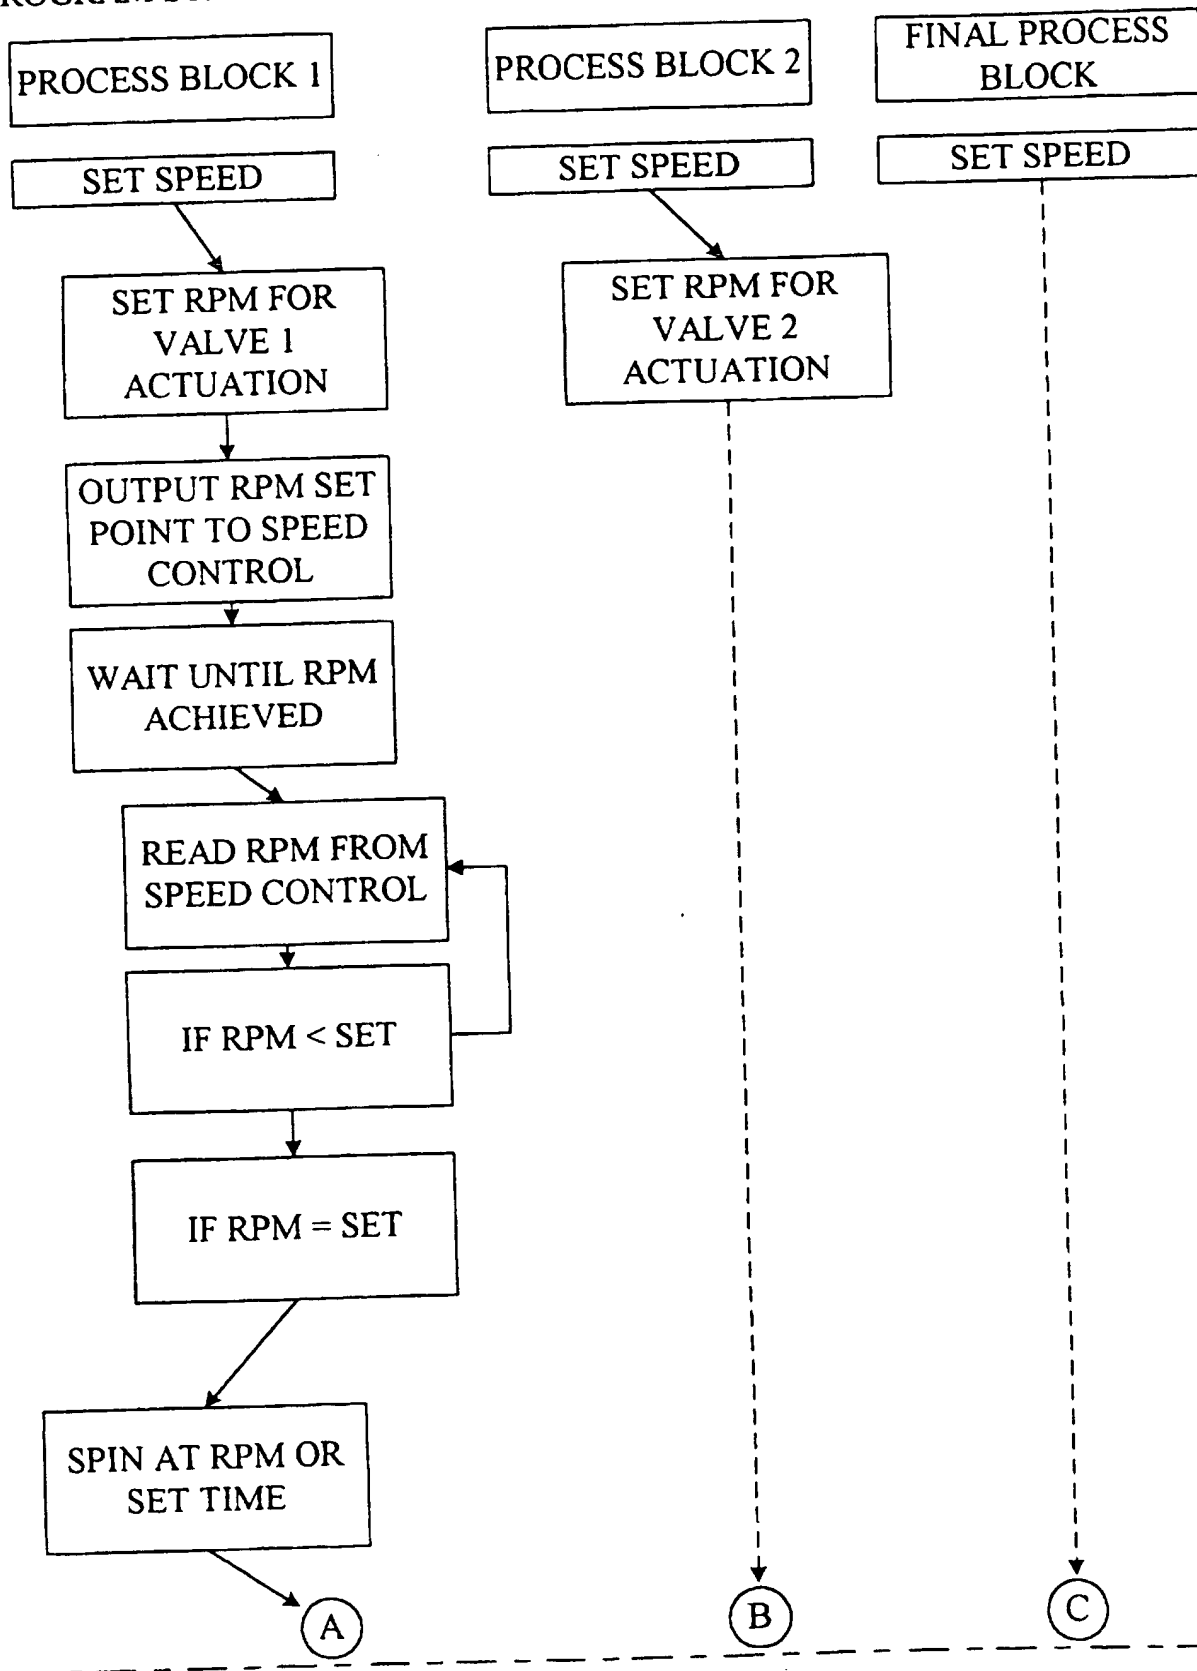 PROCESS BLOCK 1
SET SPEED
SET RPM FOR
VALVE 1
ACTUATION
OUTPUT RPM SET
POINT TO SPEED
CONTROL
WAIT UNTIL RPM
ACHIEVED
READ RPM FROM
SPEED CONTROL
IF RPM < SET
IF RPM = SET
SPIN AT RPM OR
SET TIME
A
PROCESS BLOCK 2
SET SPEED
SET RPM FOR
VALVE 2
ACTUATION
B
FINAL PROCESS
BLOCK
SET SPEED
C